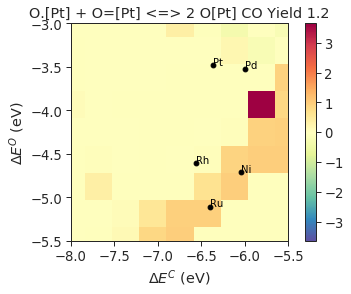 O.[Pt] + O=[Pt] <=> 2 O[Pt] CO Yield 1.2
−3.0
−3.5
−4.0
−4.5
−5.0
−5.5
ΔE^O (eV)
Pt
Pd
Rh
Ni
Ru
−8.0 −7.5 −7.0 −6.5 −6.0 −5.5
ΔE^C (eV)
3
2
1
0
−1
−2
−3